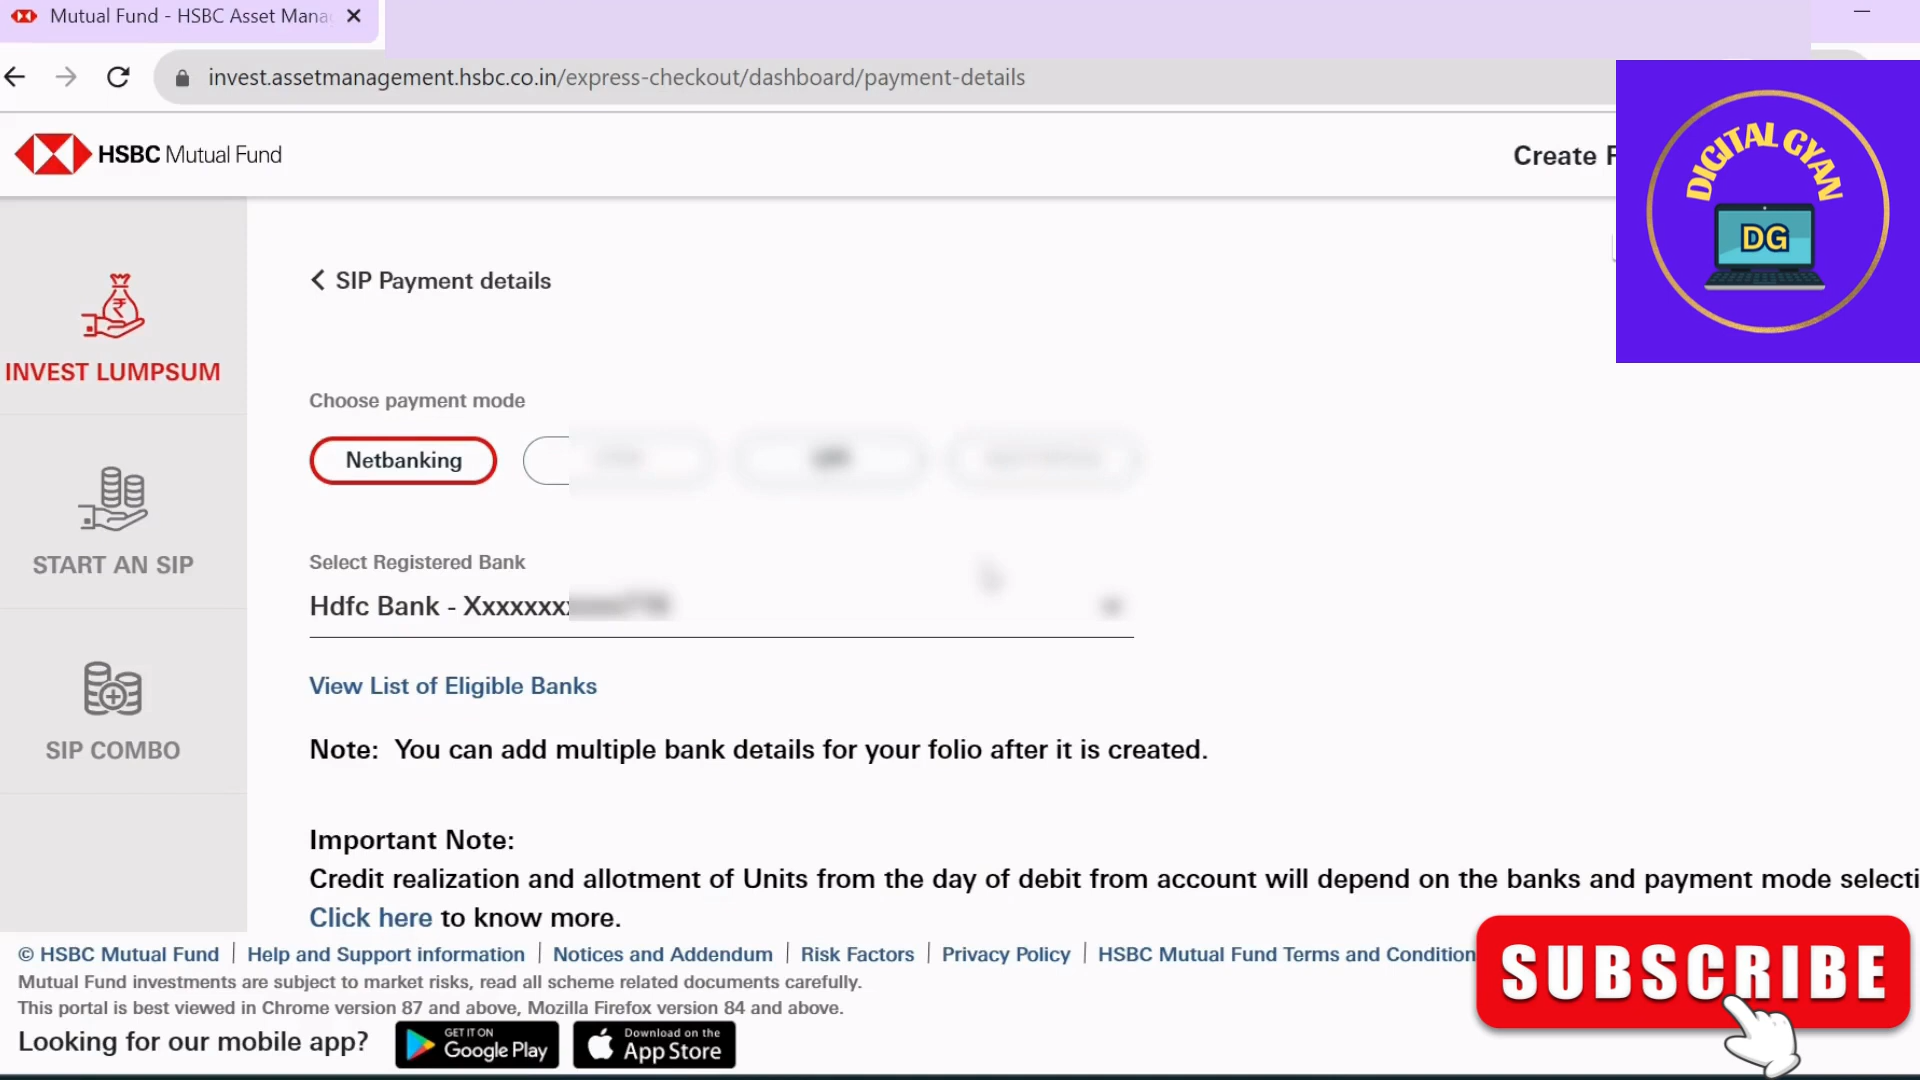 Mutual Fund - HSBC Asset Mana
invest.assetmanagement.hsbc.co.in/express-checkout/dashboard/payment-details
HSBC Mutual Fund
Create F
DIGITAL GYAN
DG
SIP Payment details
INVEST LUMPSUM
Choose payment mode
Netbanking
START AN SIP
Select Registered Bank
Hdfc Bank - Xxxxxxxx
View List of Eligible Banks
SIP COMBO
Note: You can add multiple bank details for your folio after it is created.
Important Note:
Credit realization and allotment of Units from the day of debit from account will depend on the banks and payment mode selecti
Click here to know more.
© HSBC Mutual Fund | Help and Support information | Notices and Addendum | Risk Factors | Privacy Policy | HSBC Mutual Fund Terms and Condition
Mutual Fund investments are subject to market risks, read all scheme related documents carefully.
This portal is best viewed in Chrome version 87 and above, Mozilla Firefox version 84 and above.
SUBSCRIBE
Looking for our mobile app?
GET IT ON
Google Play
Download on the
App Store